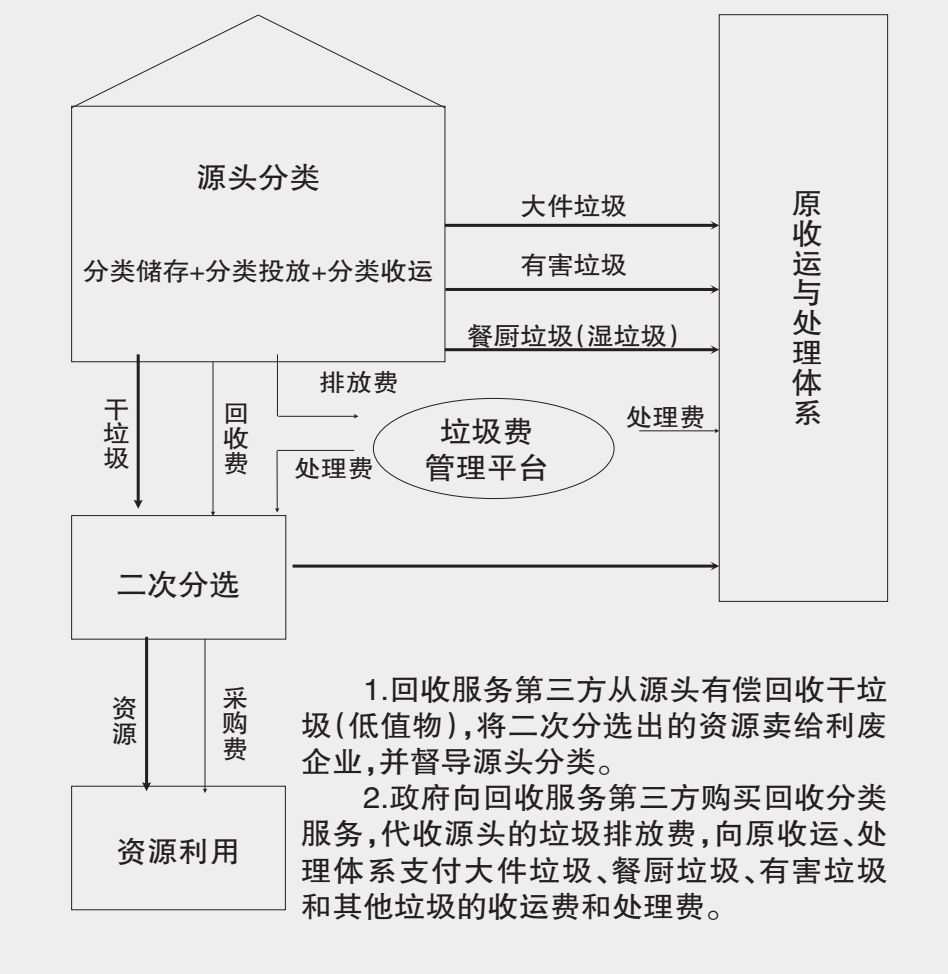 源头分类
分类储存+分类投放+分类收运
大件垃圾
有害垃圾
餐厨垃圾(湿垃圾)
原收运与处理体系
干垃圾
回收费
排放费
处理费
垃圾费
管理平台
处理费
二次分选
资源
采购费
资源利用
1.回收服务第三方从源头有偿回收干垃
圾(低值物),将二次分选出的资源卖给利废
企业,并督导源头分类。
2.政府向回收服务第三方购买回收分类
服务,代收源头的垃圾排放费,向原收运、处
理体系支付大件垃圾、餐厨垃圾、有害垃圾
和其他垃圾的收运费和处理费。